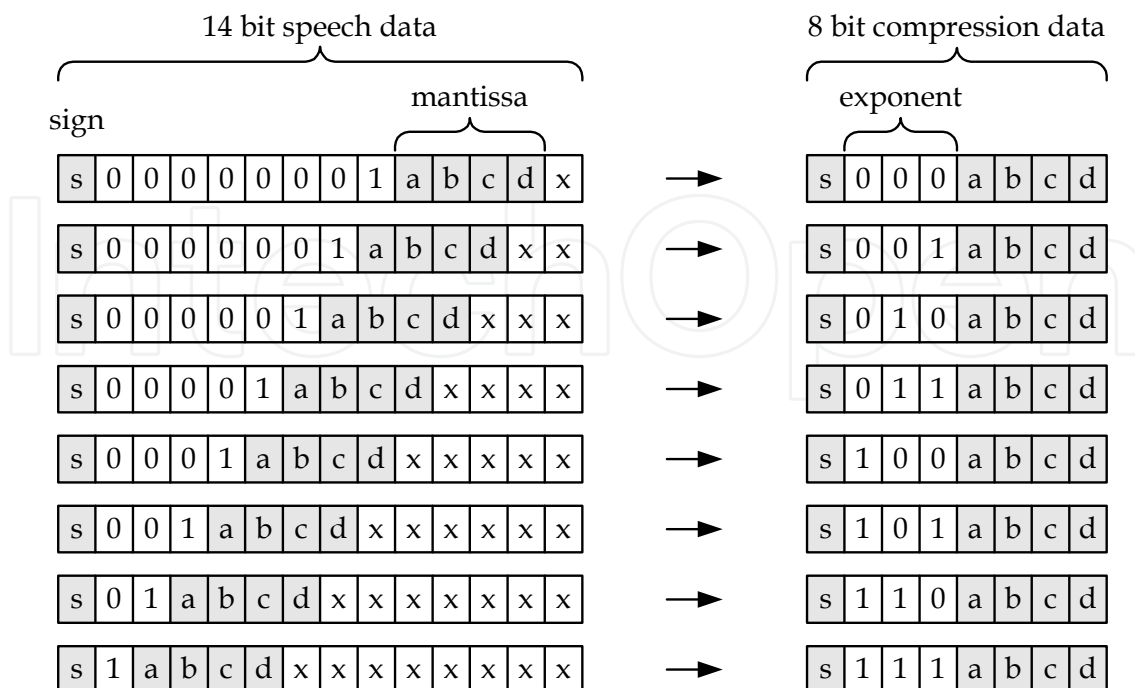 14 bit speech data 8 bit compression data
mantissa exponent
sign
s 0 0 0 0 0 0 0 1 a b c d x s 0 0 0 a b c d
s 0 0 0 0 0 0 1 a b c d x x s 0 0 1 a b c d
s 0 0 0 0 0 1 a b c d x x x s 0 1 0 a b c d
s 0 0 0 0 1 a b c d x x x x s 0 1 1 a b c d
s 0 0 0 1 a b c d x x x x x s 1 0 0 a b c d
s 0 0 1 a b c d x x x x x x s 1 0 1 a b c d
s 0 1 a b c d x x x x x x x s 1 1 0 a b c d
s 1 a b c d x x x x x x x x s 1 1 1 a b c d
IntechOpen